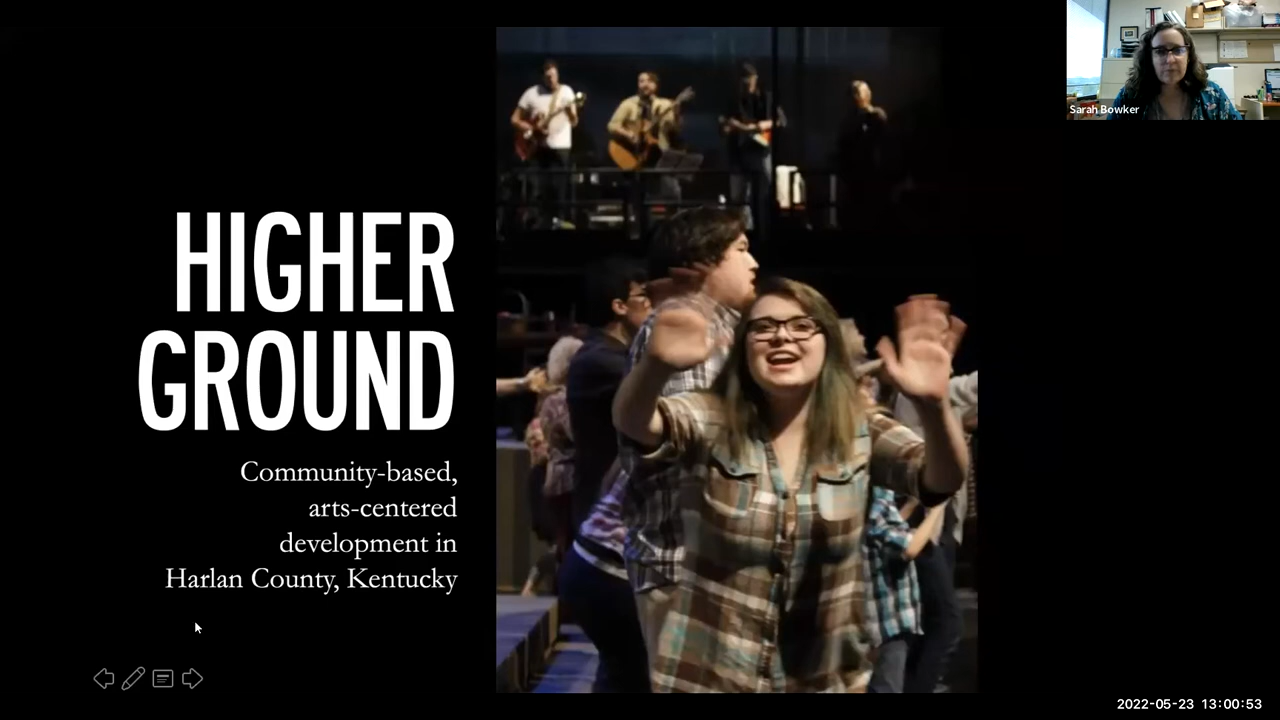 Sarah Bowker
HIGHER
GROUND
Community-based,
arts-centered
development in
Harlan County, Kentucky
2022-05-23 13:00:53